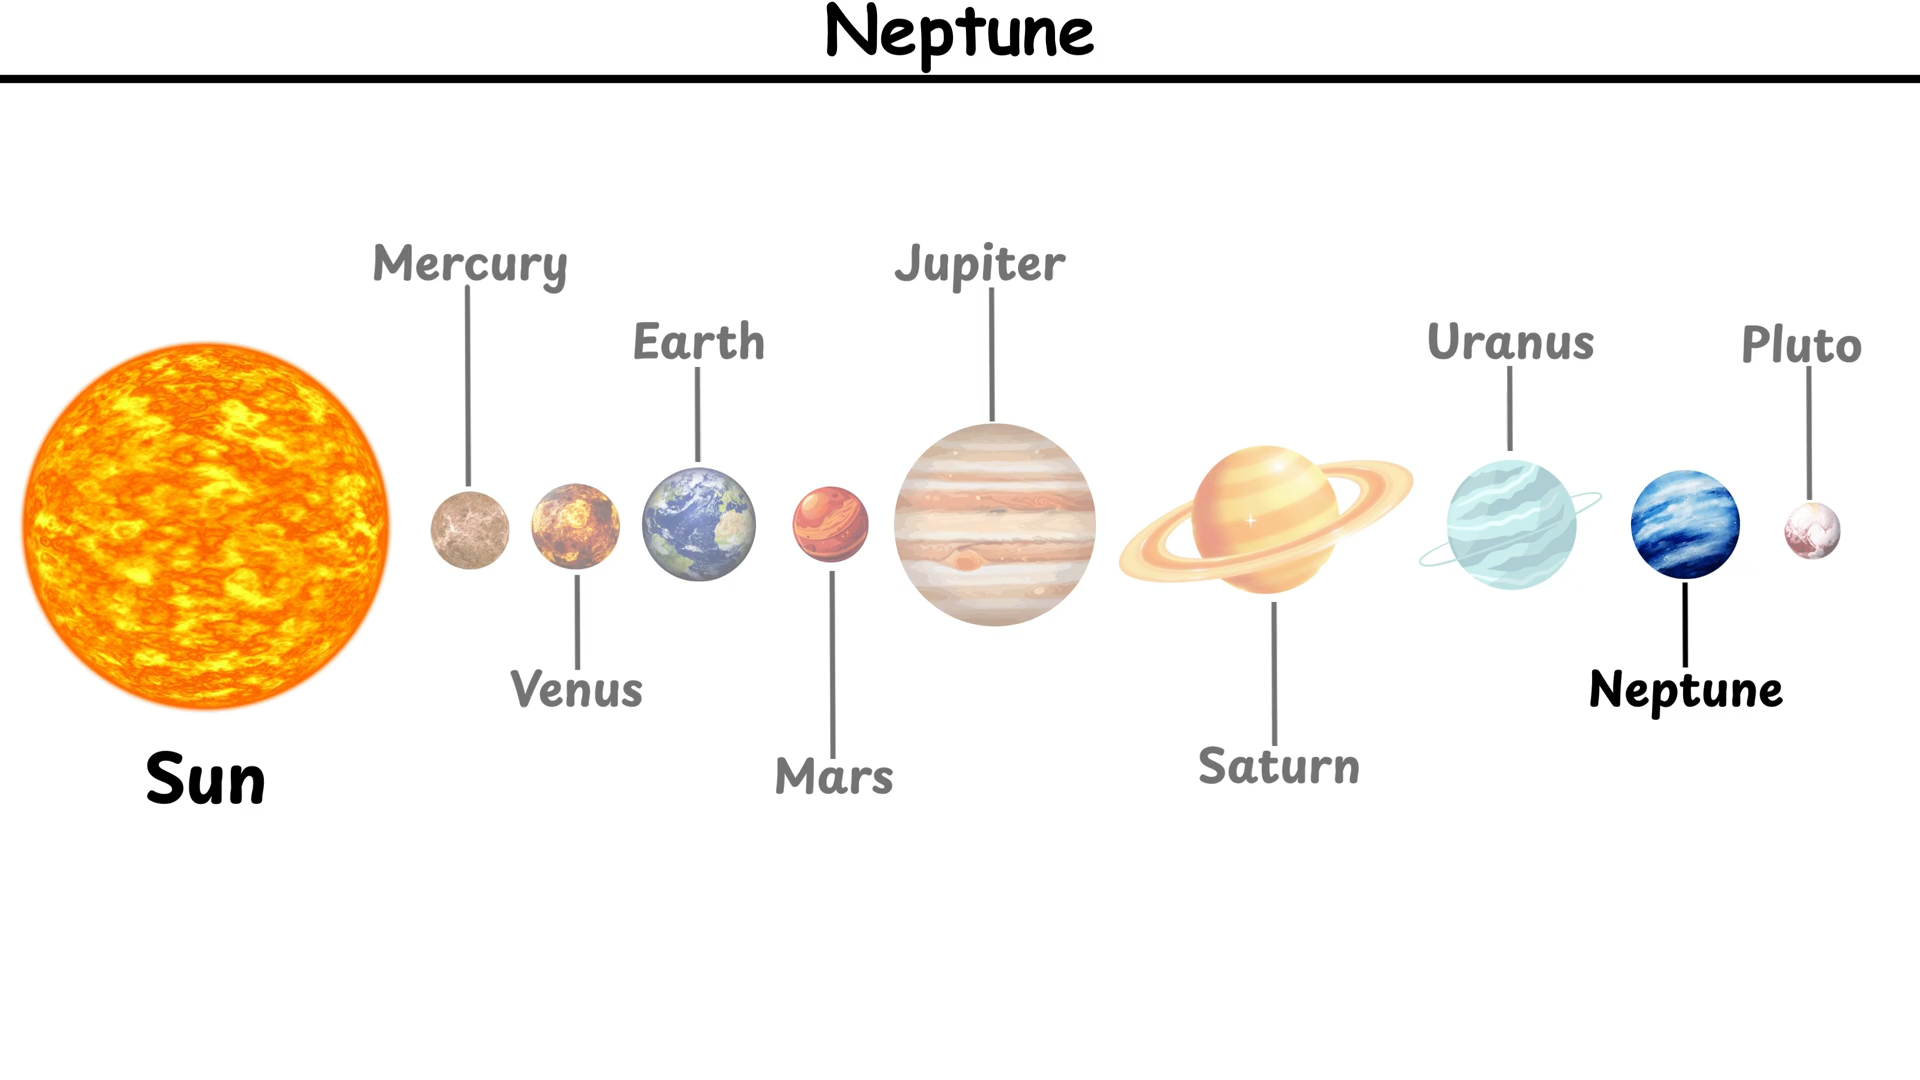 Neptune
Mercury
Jupiter
Earth
Uranus
Pluto
Venus
Neptune
Sun
Mars
Saturn